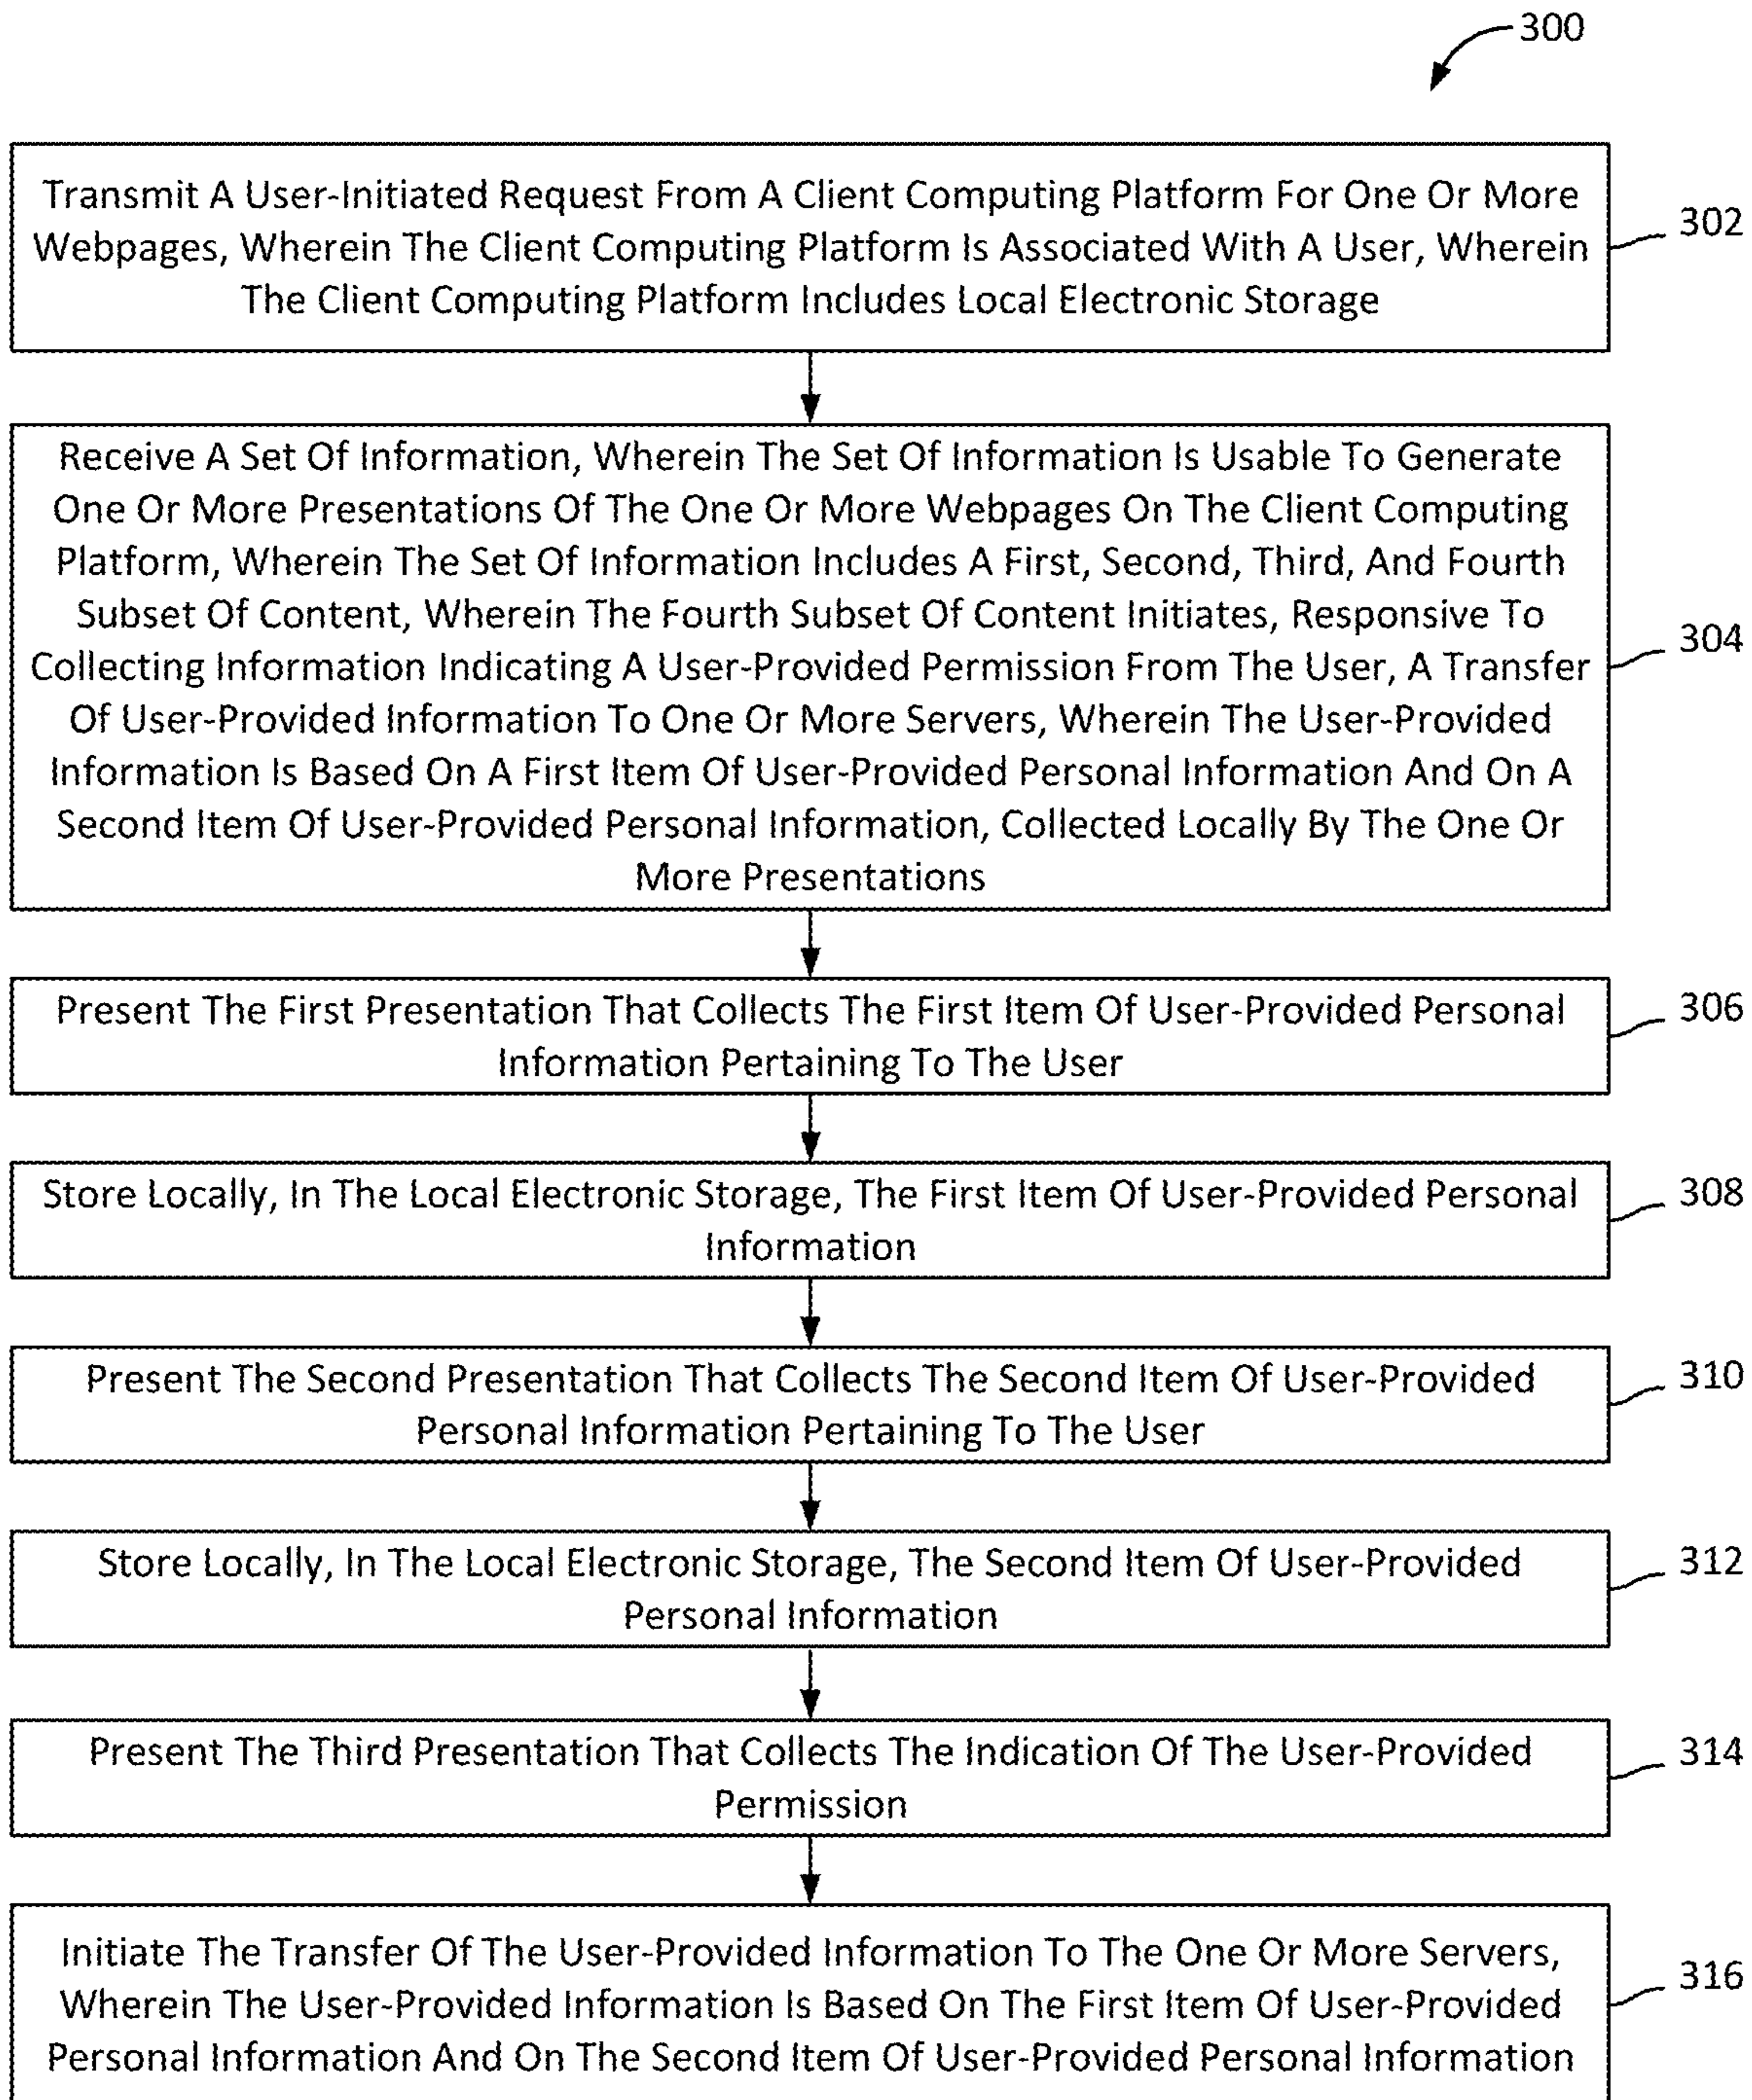 300
Transmit A User-Initiated Request From A Client Computing Platform For One Or More
Webpages, Wherein The Client Computing Platform Is Associated With A User, Wherein
The Client Computing Platform Includes Local Electronic Storage
302
Receive A Set Of Information, Wherein The Set Of Information Is Usable To Generate
One Or More Presentations Of The One Or More Webpages On The Client Computing
Platform, Wherein The Set Of Information Includes A First, Second, Third, And Fourth
Subset Of Content, Wherein The Fourth Subset Of Content Initiates, Responsive To
Collecting Information Indicating A User-Provided Permission From The User, A Transfer
Of User-Provided Information To One Or More Servers, Wherein The User-Provided
Information Is Based On A First Item Of User-Provided Personal Information And On A
Second Item Of User-Provided Personal Information, Collected Locally By The One Or
More Presentations
304
Present The First Presentation That Collects The First Item Of User-Provided Personal
Information Pertaining To The User
306
Store Locally, In The Local Electronic Storage, The First Item Of User-Provided Personal
Information
308
Present The Second Presentation That Collects The Second Item Of User-Provided
Personal Information Pertaining To The User
310
Store Locally, In The Local Electronic Storage, The Second Item Of User-Provided
Personal Information
312
Present The Third Presentation That Collects The Indication Of The User-Provided
Permission
314
Initiate The Transfer Of The User-Provided Information To The One Or More Servers,
Wherein The User-Provided Information Is Based On The First Item Of User-Provided
Personal Information And On The Second Item Of User-Provided Personal Information
316